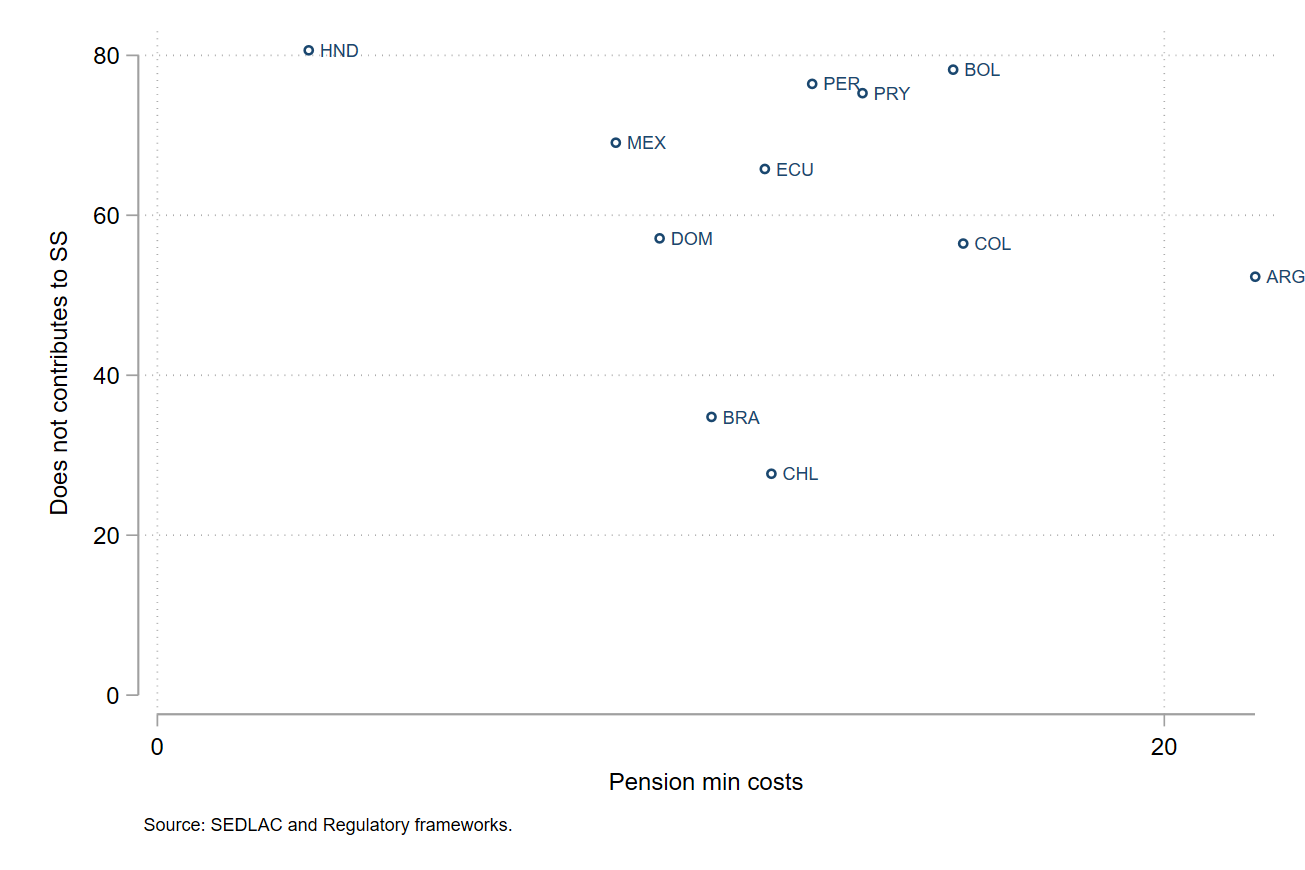 80
HND
BOL
PER
PRY
MEX
ECU
60
DOM
COL
ARG
Does not contributes to SS
40
BRA
CHL
20
0
0
20
Pension min costs
Source: SEDLAC and Regulatory frameworks.